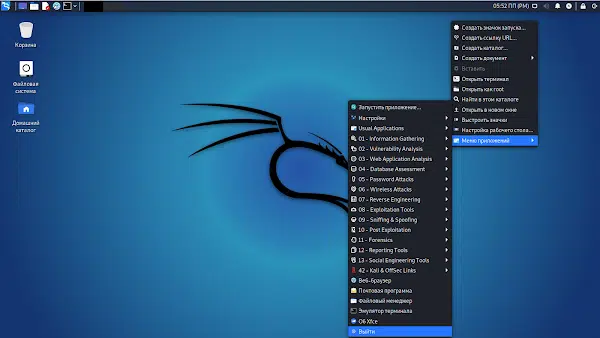 05:52 ПП (PM)
Корзина
Файловая
система
Домашний
каталог
Создать значок запуска...
Создать ссылку URL...
Создать каталог...
Создать документ
Вставить
Открыть терминал
Открыть как root
Найти в этом каталоге
Открыть в новом окне
Выстроить значки
Настройка рабочего столо...
Меню приложений
Запустить приложение...
Настройки
Usual Applications
01 - Information Gathering
02 - Vulnerability Analysis
03 - Web Application Analysis
04 - Database Assessment
05 - Password Attacks
06 - Wireless Attacks
07 - Reverse Engineering
08 - Exploitation Tools
09 - Sniffing & Spoofing
10 - Post Exploitation
11 - Forensics
12 - Reporting Tools
13 - Social Engineering Tools
42 - Kali & OffSec Links
Веб-браузер
Почтовая программа
Файловый менеджер
Эмулятор терминала
Об Xfce
Выйти